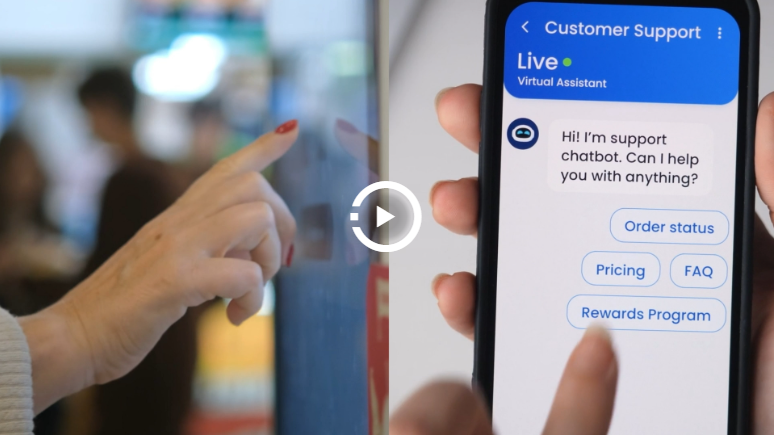 Customer Support
Live
Virtual Assistant
Hi! I'm support
chatbot. Can I help
you with anything?
Order status
Pricing
FAQ
Rewards Program